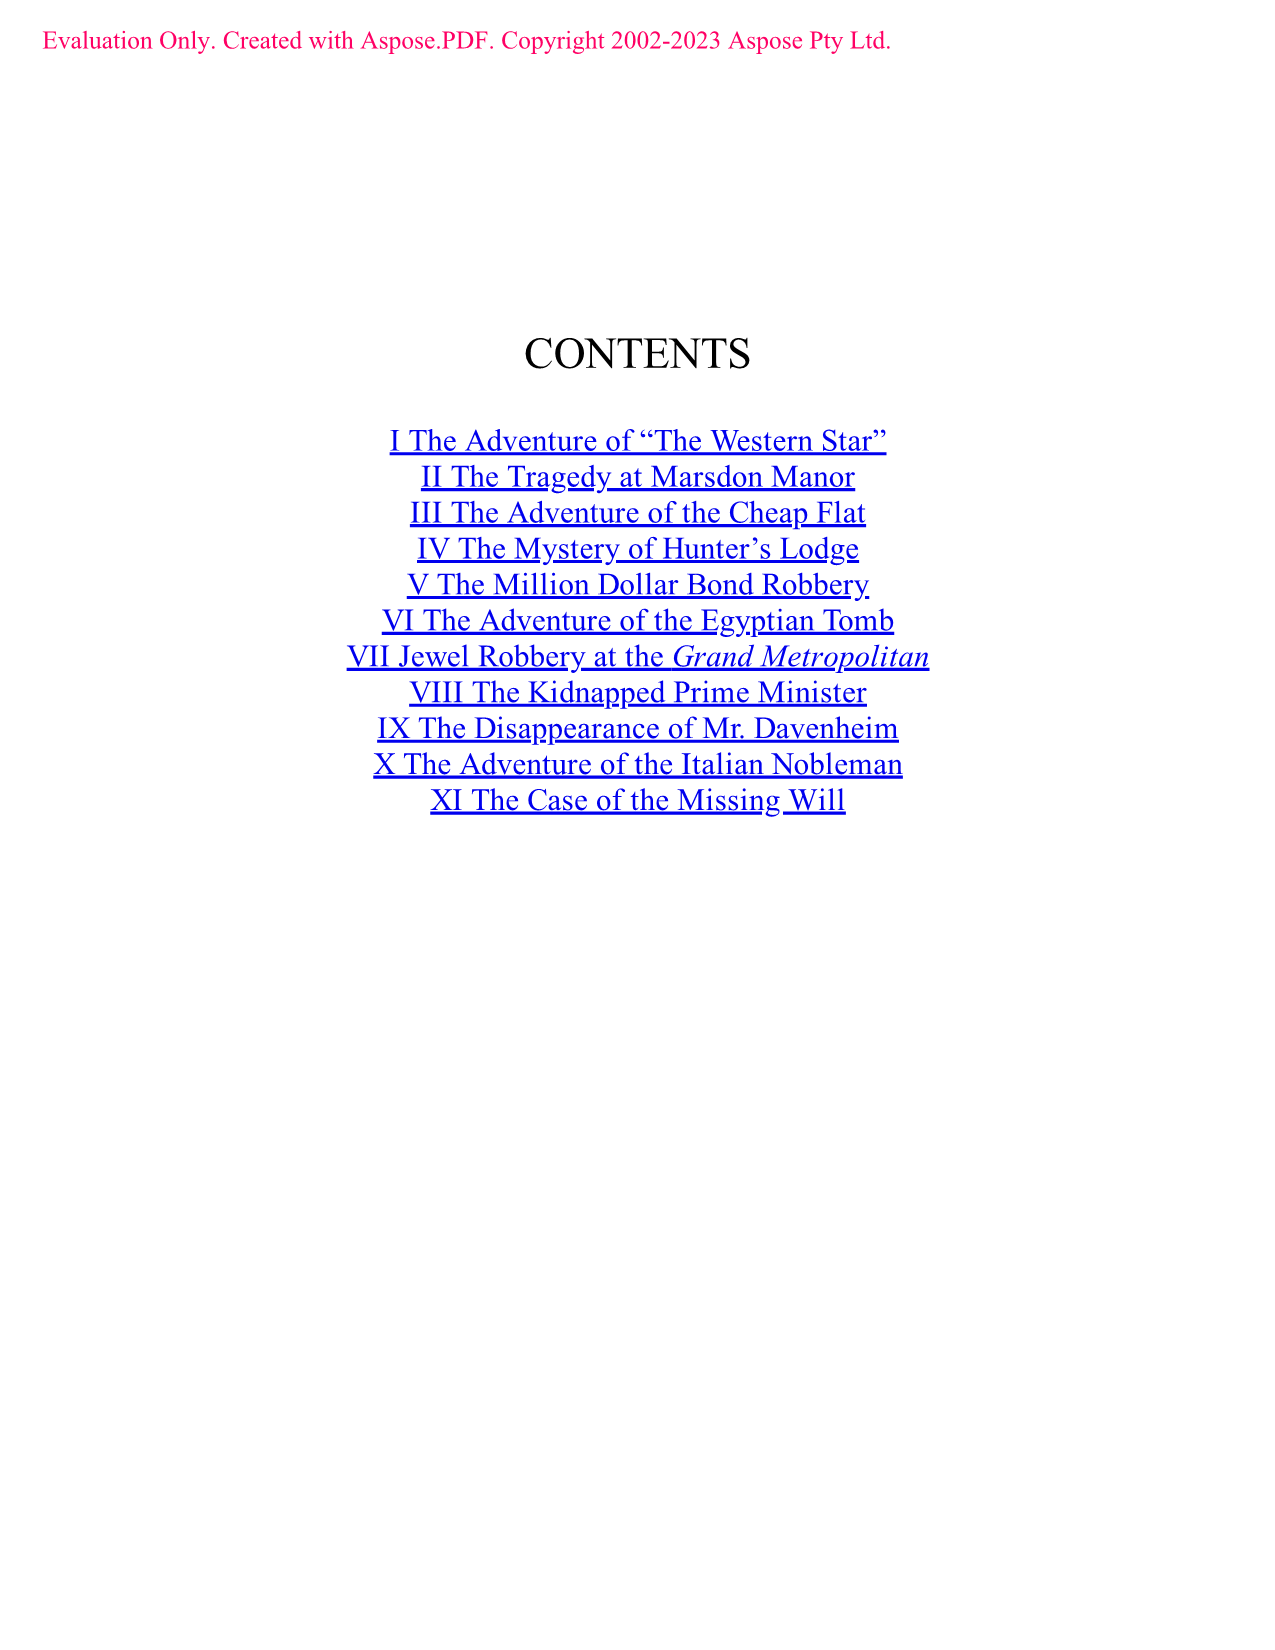 Evaluation Only. Created with Aspose.PDF. Copyright 2002-2023 Aspose Pty Ltd.
CONTENTS
I The Adventure of “The Western Star”
II The Tragedy at Marsdon Manor
III The Adventure of the Cheap Flat
IV The Mystery of Hunter’s Lodge
V The Million Dollar Bond Robbery
VI The Adventure of the Egyptian Tomb
VII Jewel Robbery at the Grand Metropolitan
VIII The Kidnapped Prime Minister
IX The Disappearance of Mr. Davenheim
X The Adventure of the Italian Nobleman
XI The Case of the Missing Will